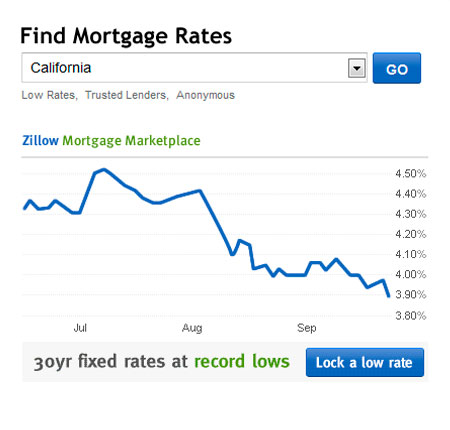 Find Mortgage Rates
California
GO
Low Rates, Trusted Lenders, Anonymous
Zillow Mortgage Marketplace
4.50%
4.40%
4.30%
4.20%
4.10%
4.00%
3.90%
3.80%
Jul Aug Sep
30yr fixed rates at record lows
Lock a low rate